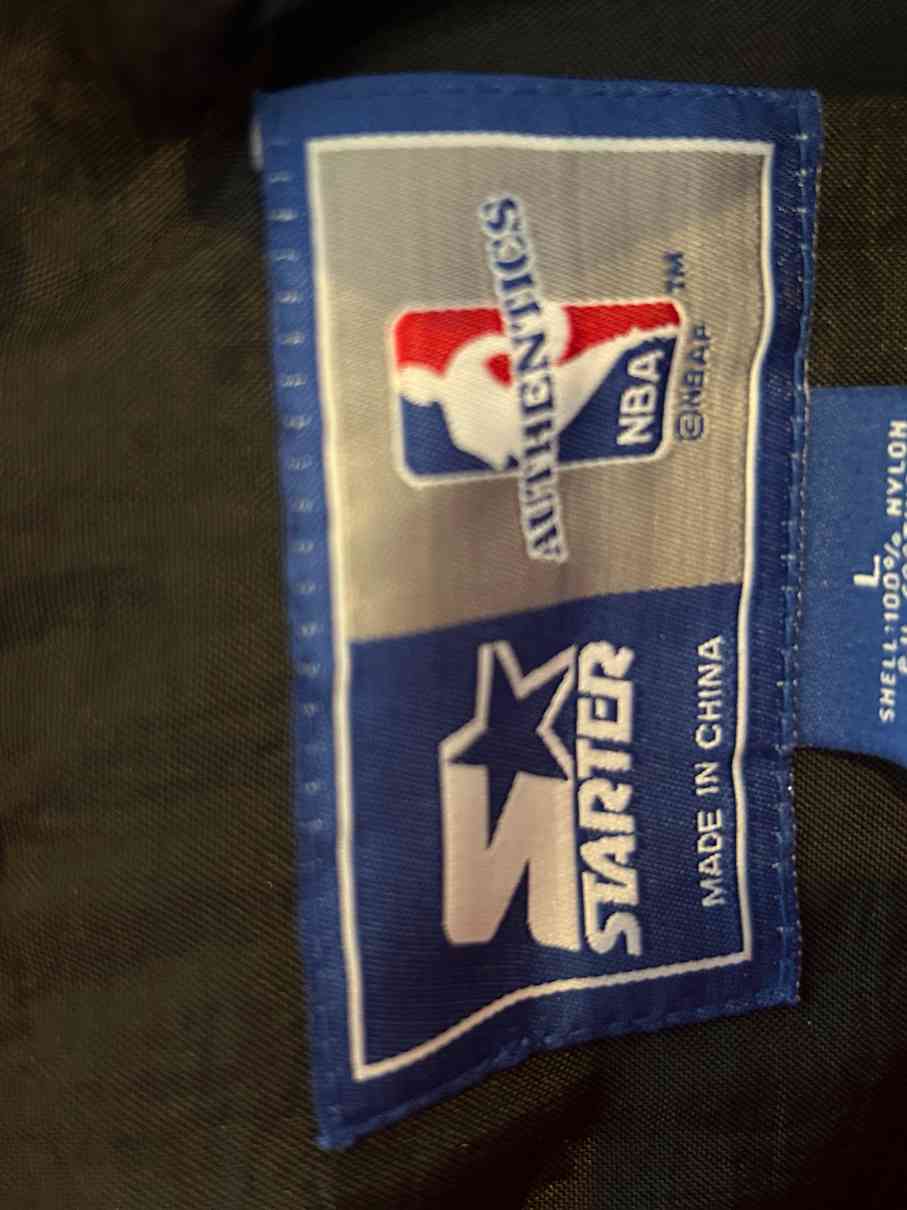 STARTER
MADE IN CHINA
AUTHENTICS
NBA
TM
©NBAP
L
SHELL:100% NYLON